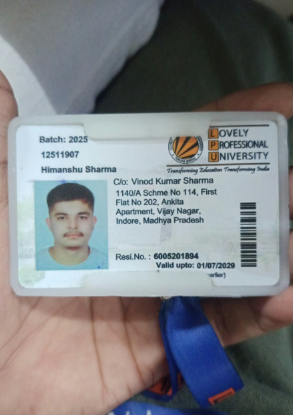 Batch: 2025
12511907
Himanshu Sharma
LPU
LOVELY
PROFESSIONAL
UNIVERSITY
Transforming Education Transforming India
C/o: Vinod Kumar Sharma
1140/A Schme No 114, First
Flat No 202, Ankita
Apartment, Vijay Nagar,
Indore, Madhya Pradesh
Resi.No. : 6005201894
Valid upto: 01/07/2029